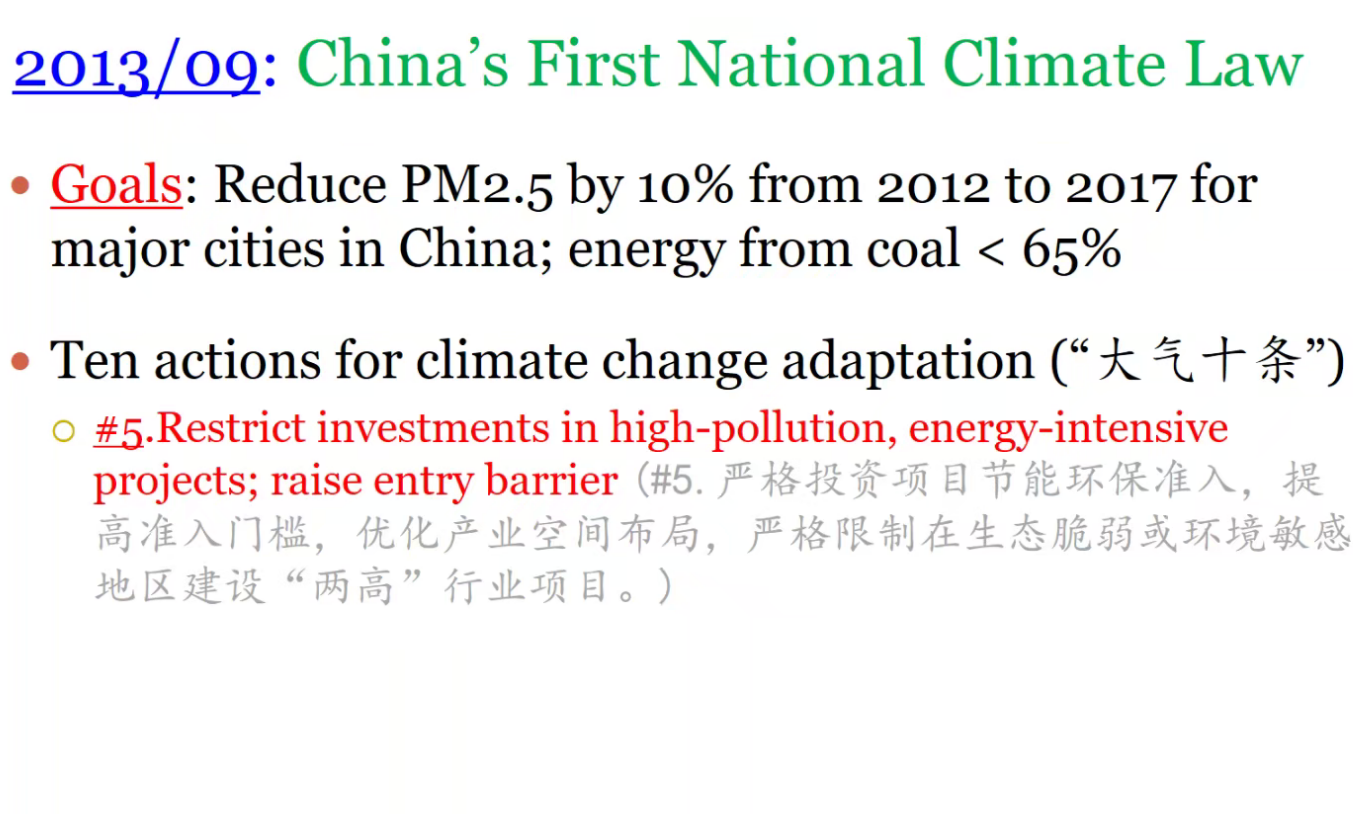 2013/09: China’s First National Climate Law
• Goals: Reduce PM2.5 by 10% from 2012 to 2017 for
major cities in China; energy from coal < 65%
• Ten actions for climate change adaptation (“大气十条”)
○ #5.Restrict investments in high-pollution, energy-intensive
projects; raise entry barrier（#5. 严格投资项目节能环保准入，提
高准入门槛，优化产业空间布局，严格限制在生态脆弱或环境敏感
地区建设“两高”行业项目。）